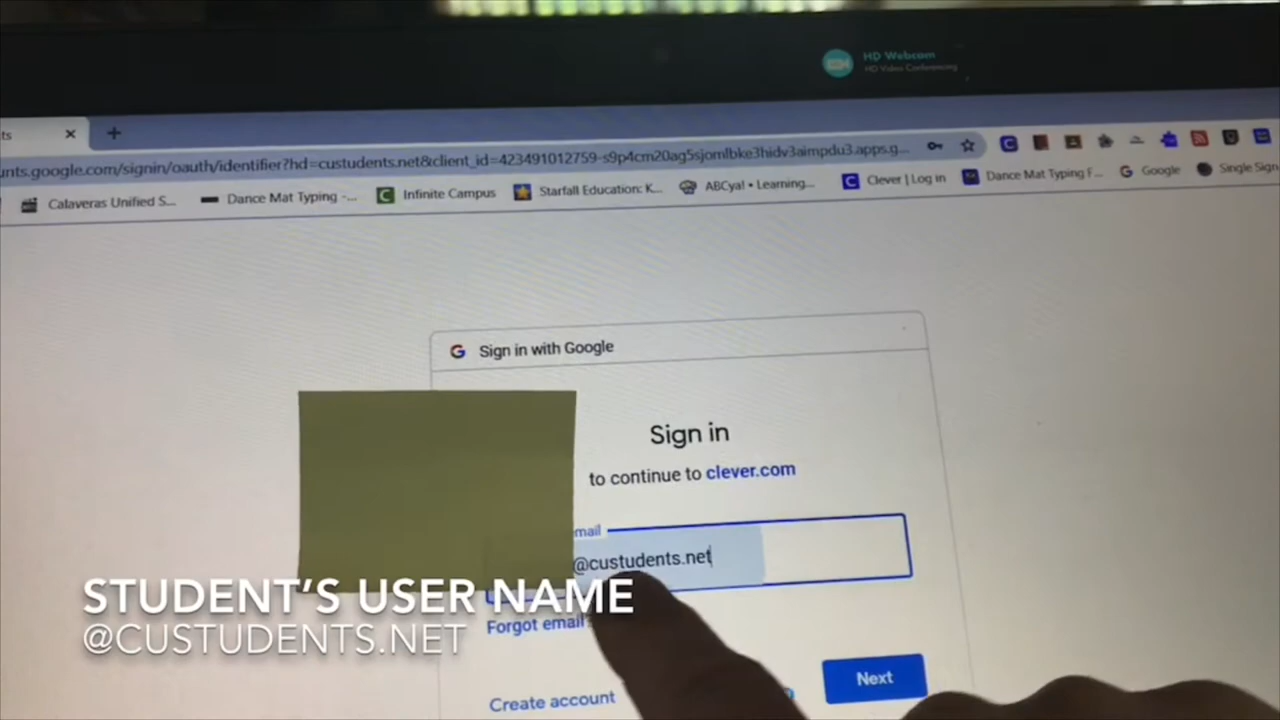 HD Webcam
HD Video Conferencing
ts
unts.google.com/signin/oauth/identifier?hd=custudents.net&client_id=423491012759-s9p4cm20ag5sjomlbke3hidv3aimpdu3.apps.g...
Calaveras Unified S... Dance Mat Typing -... Infinite Campus Starfall Education: K... ABCya! • Learning... Clever | Log in Dance Mat Typing F... Google Single Sign
Sign in with Google
Sign in
to continue to clever.com
mail
@custudents.net
STUDENT'S USER NAME
@CUSTUDENTS.NET
Forgot email
Next
Create account